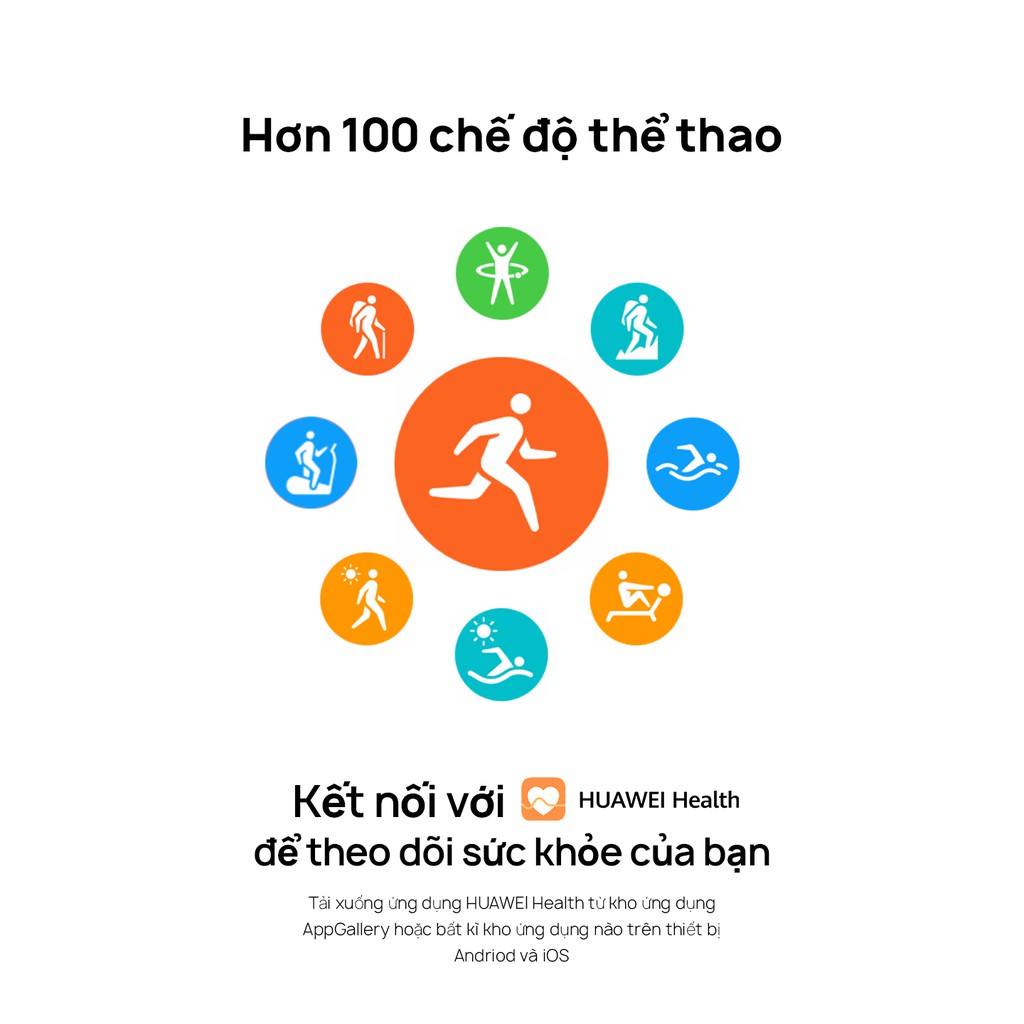 Hơn 100 chế độ thể thao
Kết nối với HUAWEI Health
để theo dõi sức khỏe của bạn
Tải xuống ứng dụng HUAWEI Health từ kho ứng dụng
AppGallery hoặc bất kì kho ứng dụng nào trên thiết bị
Andriod và iOS